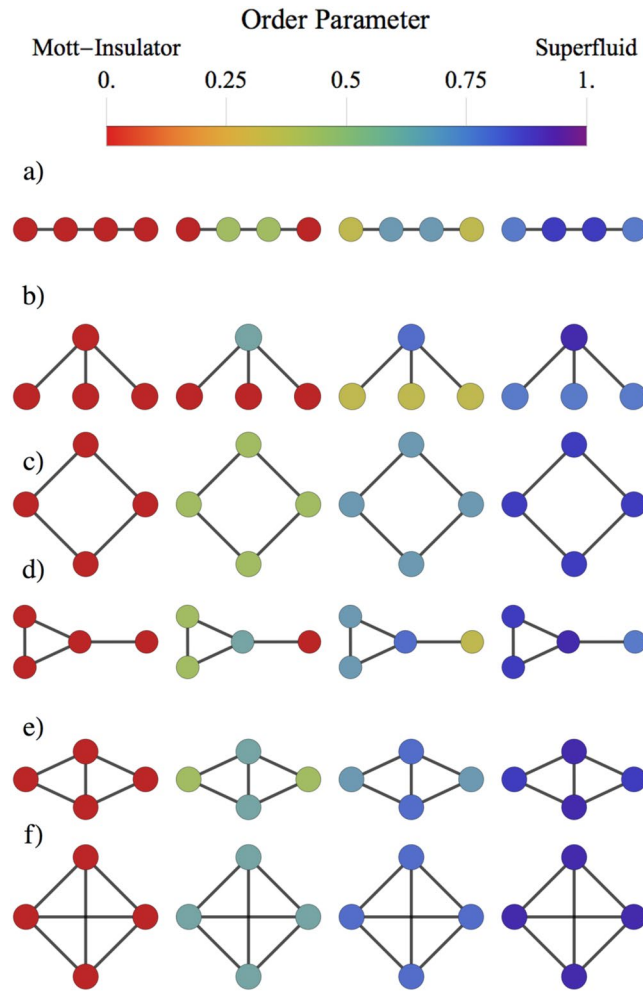 Order Parameter
Mott−Insulator Superfluid
0. 0.25 0.5 0.75 1.
a)
b)
c)
d)
e)
f)